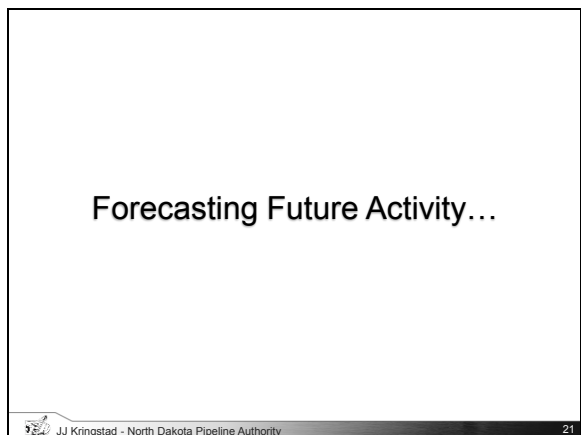 Forecasting Future Activity…
JJ Kringstad - North Dakota Pipeline Authority
21